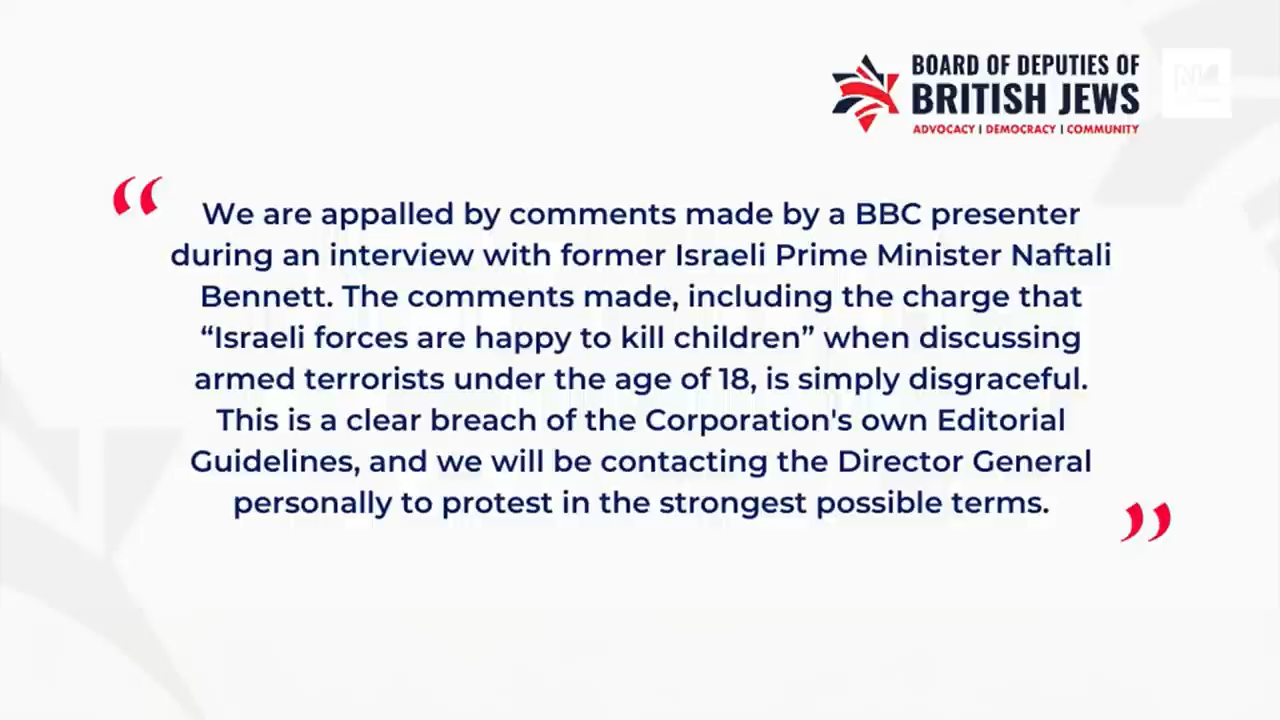 BOARD OF DEPUTIES OF
BRITISH JEWS
ADVOCACY | DEMOCRACY | COMMUNITY
“
We are appalled by comments made by a BBC presenter
during an interview with former Israeli Prime Minister Naftali
Bennett. The comments made, including the charge that
“Israeli forces are happy to kill children” when discussing
armed terrorists under the age of 18, is simply disgraceful.
This is a clear breach of the Corporation's own Editorial
Guidelines, and we will be contacting the Director General
personally to protest in the strongest possible terms.
”